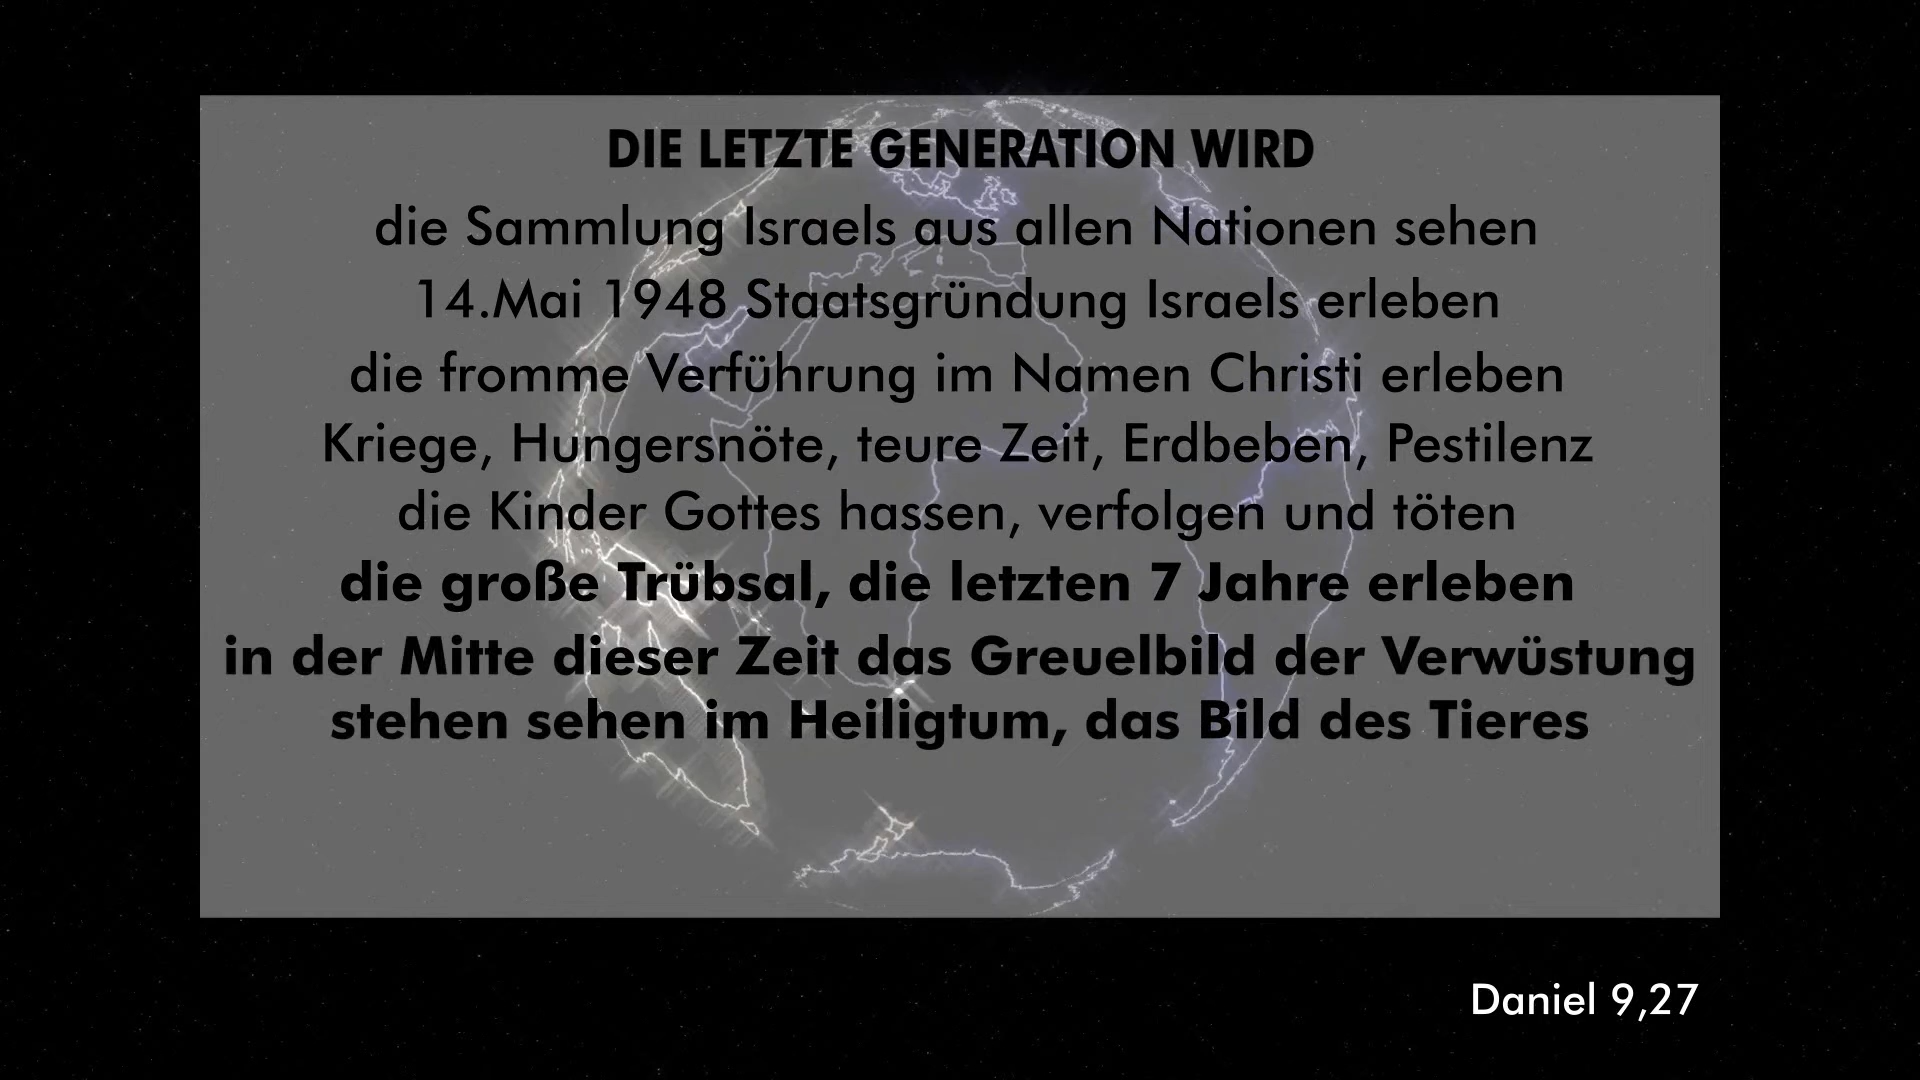 DIE LETZTE GENERATION WIRD
die Sammlung Israels aus allen Nationen sehen
14.Mai 1948 Staatsgründung Israels erleben
die fromme Verführung im Namen Christi erleben
Kriege, Hungersnöte, teure Zeit, Erdbeben, Pestilenz
die Kinder Gottes hassen, verfolgen und töten
die große Trübsal, die letzten 7 Jahre erleben
in der Mitte dieser Zeit das Greuelbild der Verwüstung
stehen sehen im Heiligtum, das Bild des Tieres
Daniel 9,27